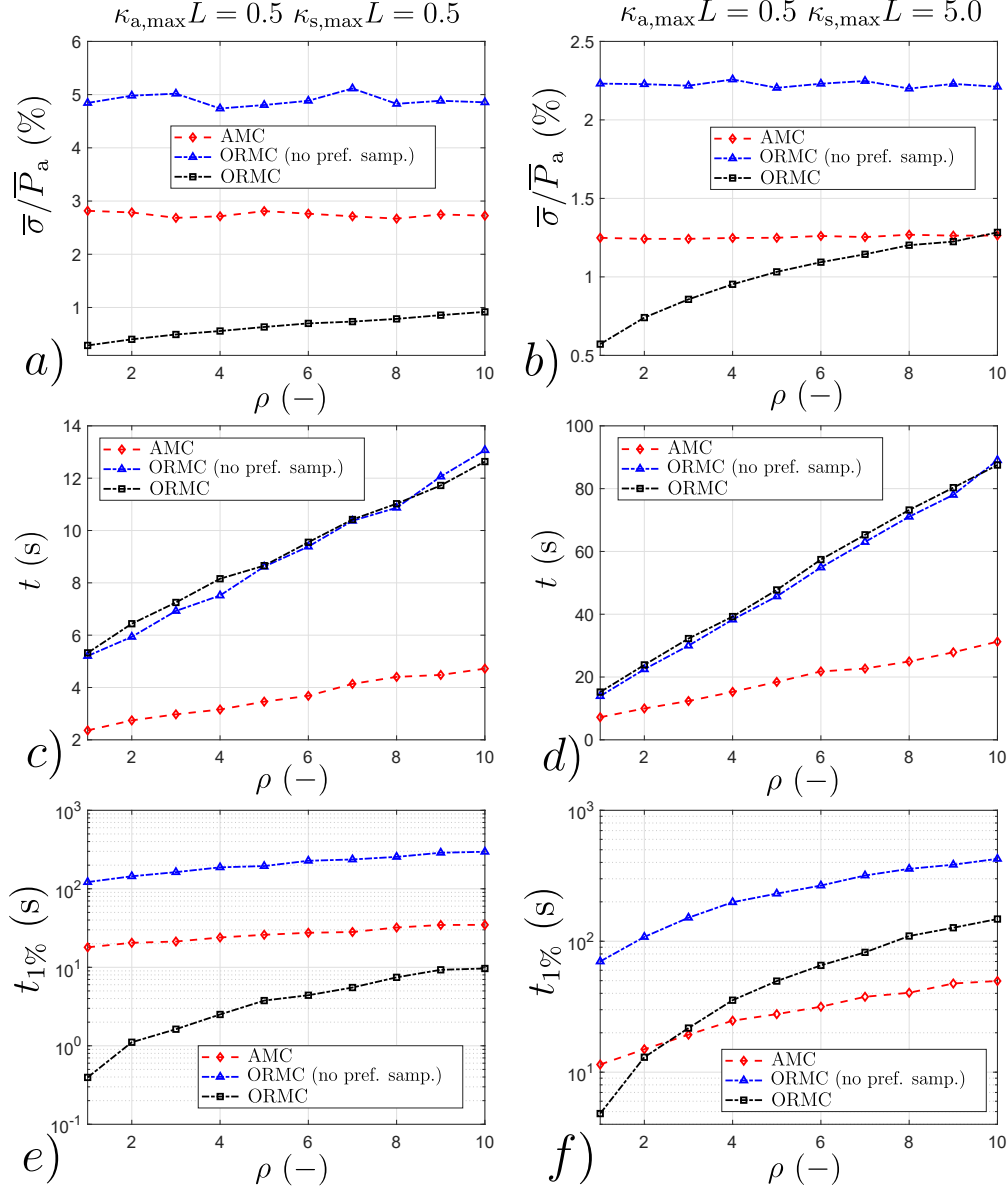 κa,maxL = 0.5 κs,maxL = 0.5
κa,maxL = 0.5 κs,maxL = 5.0
6
5
4
3
2
1
σ̅/P̅a (%)
AMC
ORMC (no pref. samp.)
ORMC
2 4 6 8 10
ρ (−)
a)
2.5
2
1.5
1
0.5
σ̅/P̅a (%)
AMC
ORMC (no pref. samp.)
ORMC
2 4 6 8 10
ρ (−)
b)
14
12
10
8
6
4
2
t (s)
AMC
ORMC (no pref. samp.)
ORMC
2 4 6 8 10
ρ (−)
c)
100
80
60
40
20
0
t (s)
AMC
ORMC (no pref. samp.)
ORMC
2 4 6 8 10
ρ (−)
d)
10³
10²
10¹
10⁰
10⁻¹
t1% (s)
AMC
ORMC (no pref. samp.)
ORMC
2 4 6 8 10
ρ (−)
e)
10³
10²
10¹
t1% (s)
AMC
ORMC (no pref. samp.)
ORMC
2 4 6 8 10
ρ (−)
f)